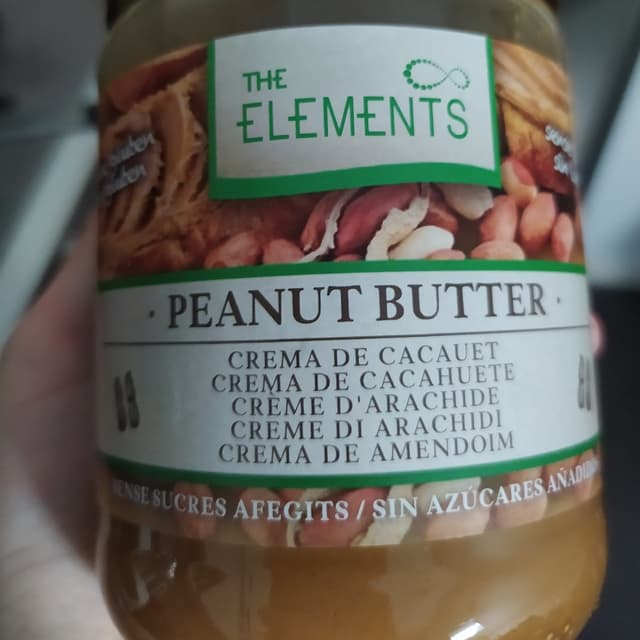 THE
ELEMENTS
· PEANUT BUTTER ·
CREMA DE CACAUET
CREMA DE CACAHUETE
CRÈME D'ARACHIDE
CREME DI ARACHIDI
CREMA DE AMENDOIM
SENSE SUCRES AFEGITS / SIN AZÚCARES AÑADIDOS